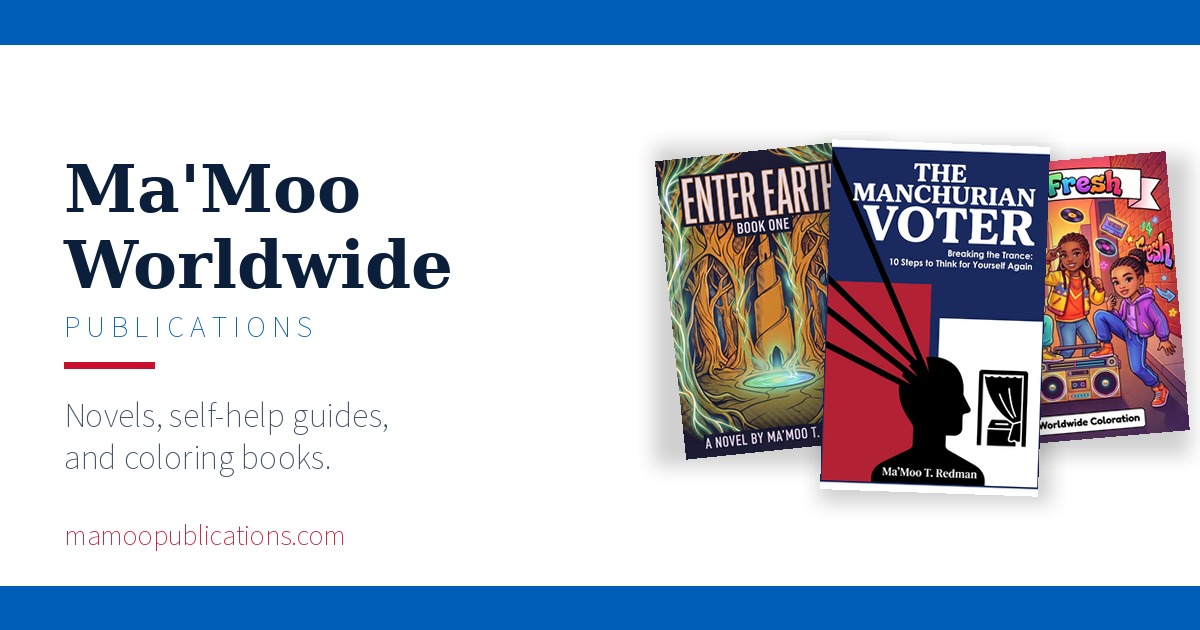 Ma'Moo
Worldwide
PUBLICATIONS
Novels, self-help guides,
and coloring books.
mamoopublications.com
ENTER EARTH
BOOK ONE
A NOVEL BY MA'MOO T.
THE
MANCHURIAN
VOTER
Breaking the Trance:
10 Steps to Think for Yourself Again
Ma'Moo T. Redman
Fresh
Fresh
Worldwide Coloration